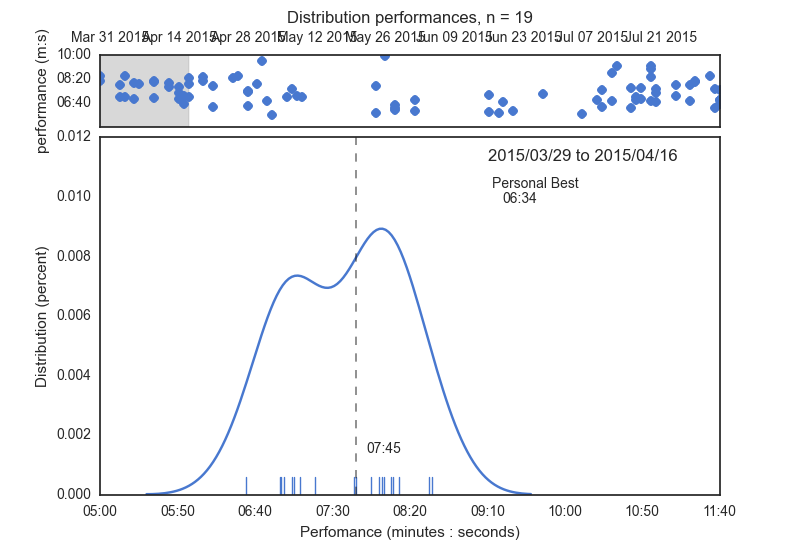 Distribution performances, n = 19
Mar 31 2015 Apr 14 2015 Apr 28 2015 May 12 2015 May 26 2015 Jun 09 2015 Jun 23 2015 Jul 07 2015 Jul 21 2015
performance (m:s)
10:00
08:20
06:40
Distribution (percent)
0.012
0.010
0.008
0.006
0.004
0.002
0.000
2015/03/29 to 2015/04/16
Personal Best
06:34
07:45
05:00 05:50 06:40 07:30 08:20 09:10 10:00 10:50 11:40
Perfomance (minutes : seconds)